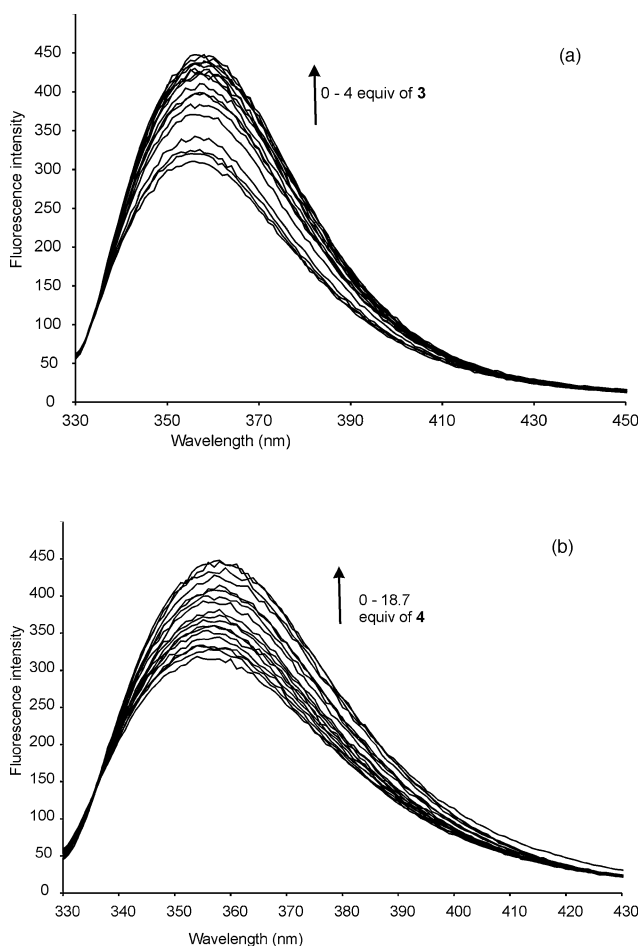 (a)
450
400
350
300
250
200
150
100
50
0
Fluorescence intensity
0 - 4 equiv of 3
330 350 370 390 410 430 450
Wavelength (nm)
(b)
450
400
350
300
250
200
150
100
50
0
Fluorescence intensity
0 - 18.7
equiv of 4
330 340 350 360 370 380 390 400 410 420 430
Wavelength (nm)